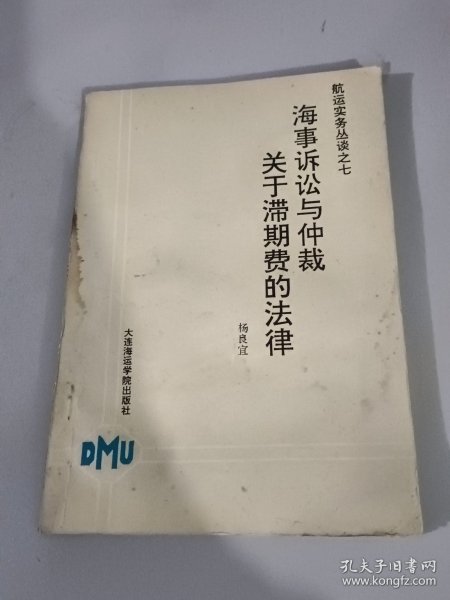 航运实务丛谈之七
海事诉讼与仲裁
关于滞期费的法律
杨良宜
大连海运学院出版社
DMU
孔夫子旧书网
www.kongfz.com